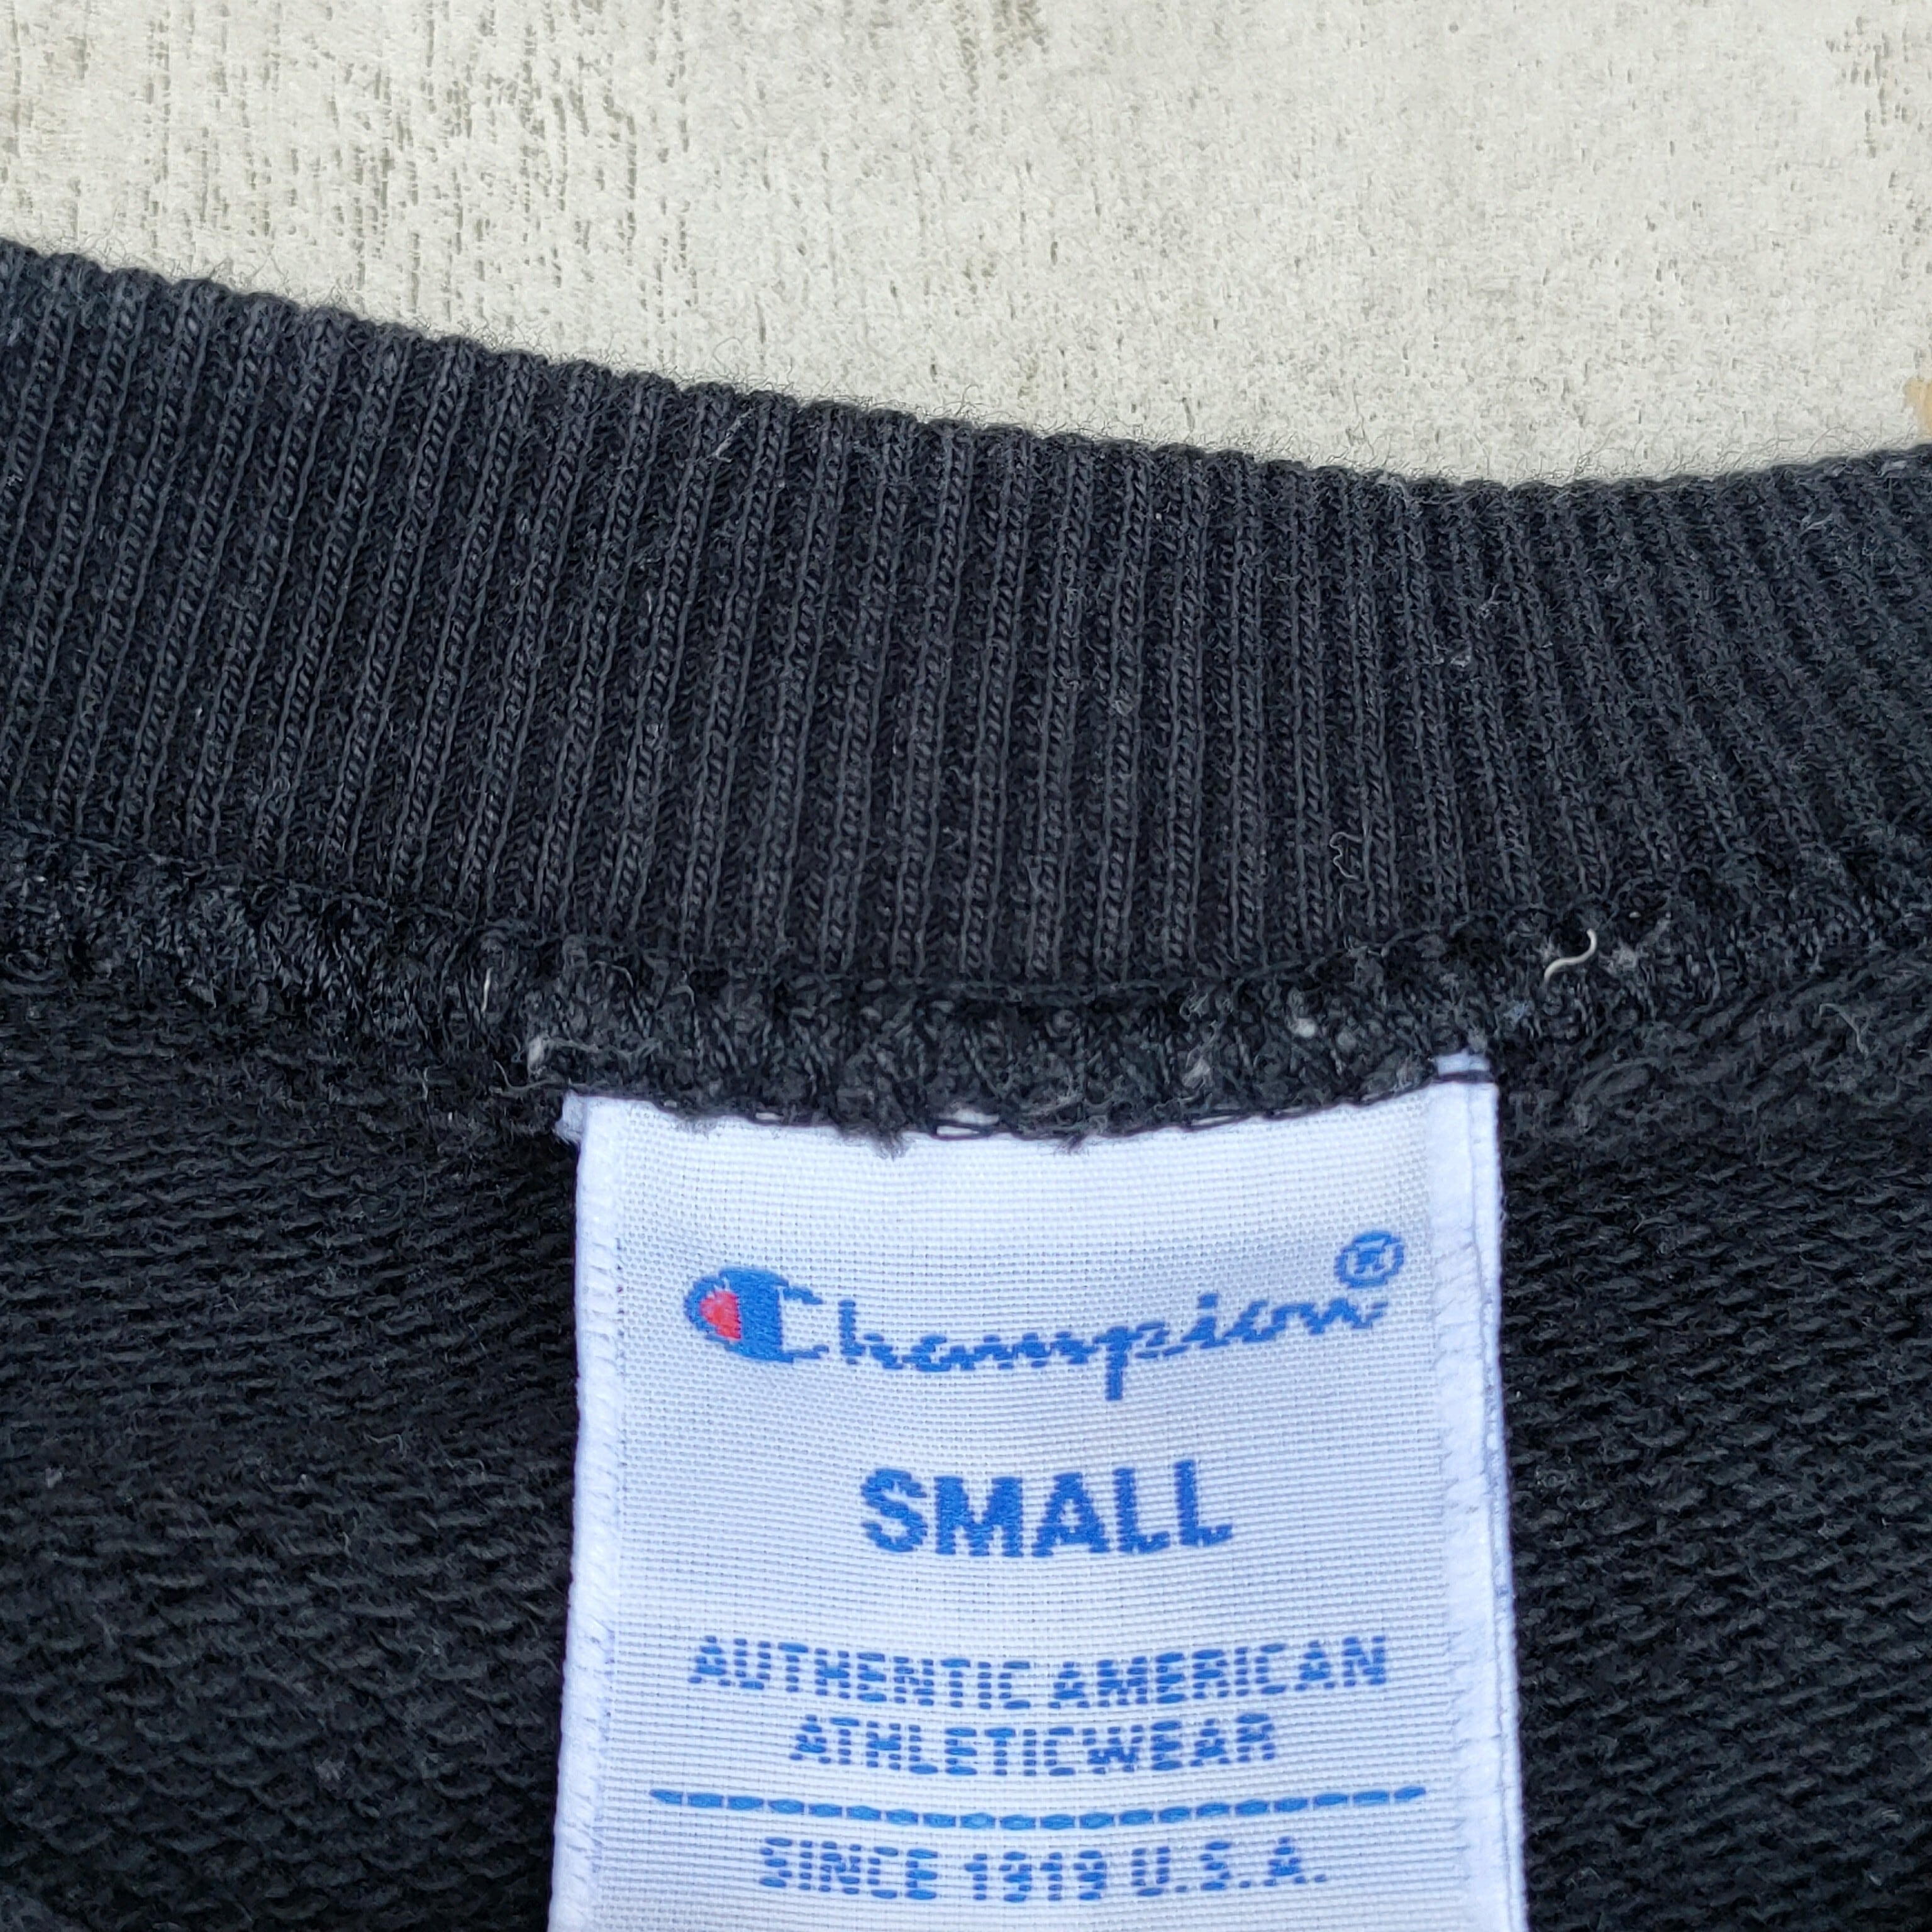 Champion®
SMALL
AUTHENTIC AMERICAN
ATHLETICWEAR
SINCE 1919 U.S.A.